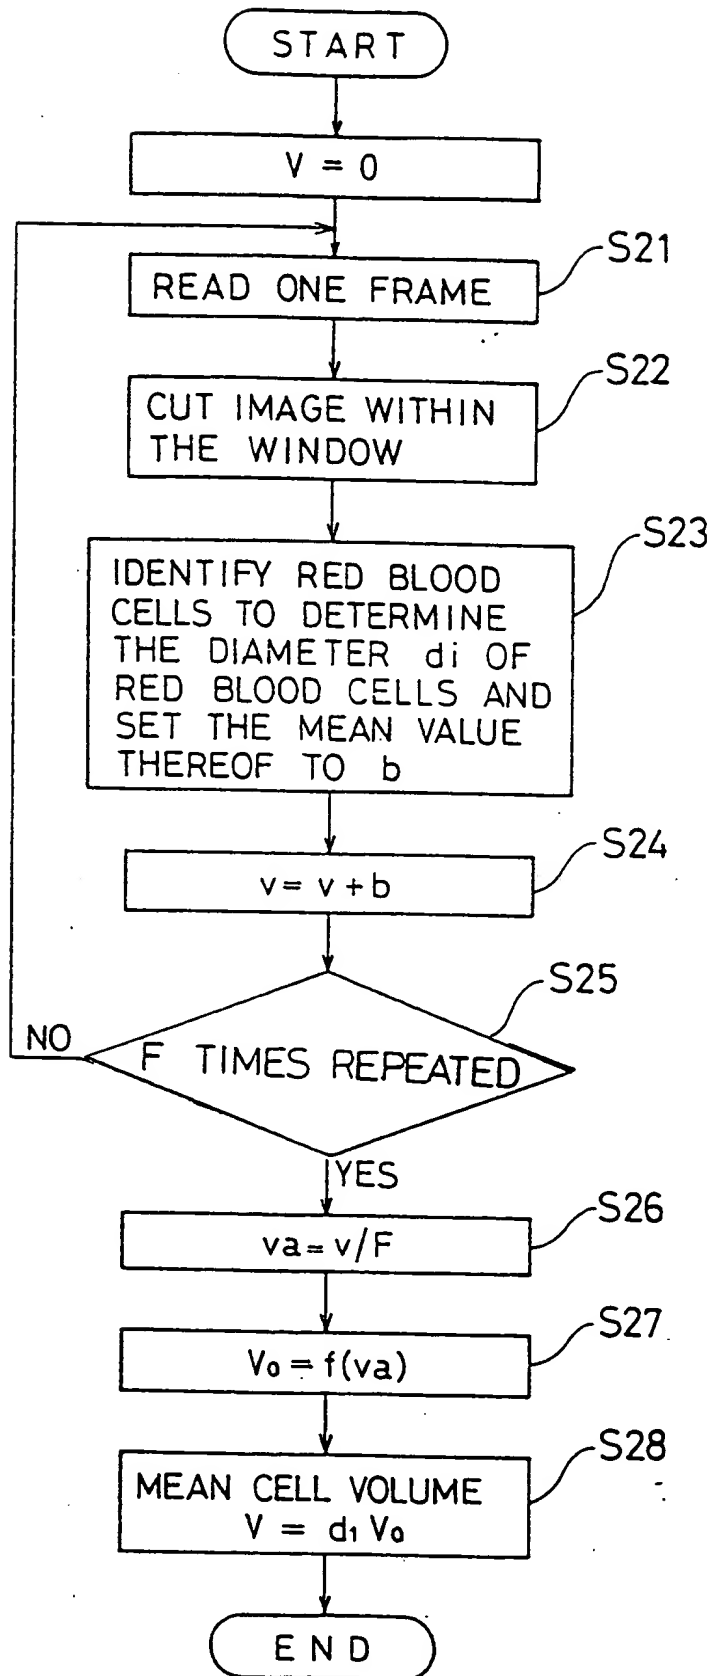 START
V = 0
S21
READ ONE FRAME
S22
CUT IMAGE WITHIN
THE WINDOW
S23
IDENTIFY RED BLOOD
CELLS TO DETERMINE
THE DIAMETER di OF
RED BLOOD CELLS AND
SET THE MEAN VALUE
THEREOF TO b
S24
v = v + b
S25
NO
F TIMES REPEATED
YES
S26
va = v/F
S27
V₀ = f(va)
S28
MEAN CELL VOLUME
V = d₁ V₀
END